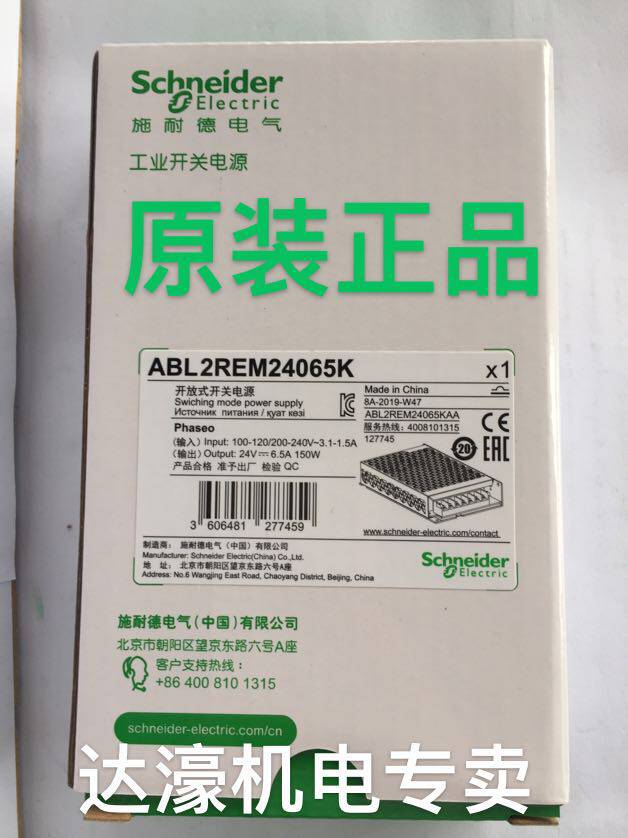 Schneider
Electric
施耐德电气
工业开关电源
原装正品
ABL2REM24065K x1
开放式开关电源
Swiching mode power supply
Источник питания / қуат көзі
Phaseo
(输入) Input: 100-120/200-240V~3.1-1.5A
(输出) Output: 24V⎓ 6.5A 150W
产品合格 准予出厂 检验 QC
Made in China
8A-2019-W47
ABL2REM24065KAA
服务热线: 4008101315
127745
CE
20
EAC
3 606481 277459
www.schneider-electric.com/contact
制造商: 施耐德电气（中国）有限公司
Manufacturer: Schneider Electric(China) Co.,Ltd.
地 址: 北京市朝阳区望京东路六号A座
Address: No.6 Wangjing East Road, Chaoyang District, Beijing, China
Schneider
Electric
施耐德电气(中国)有限公司
北京市朝阳区望京东路六号A座
客户支持热线:
+86 400 810 1315
schneider-electric.com/cn
达濠机电专卖